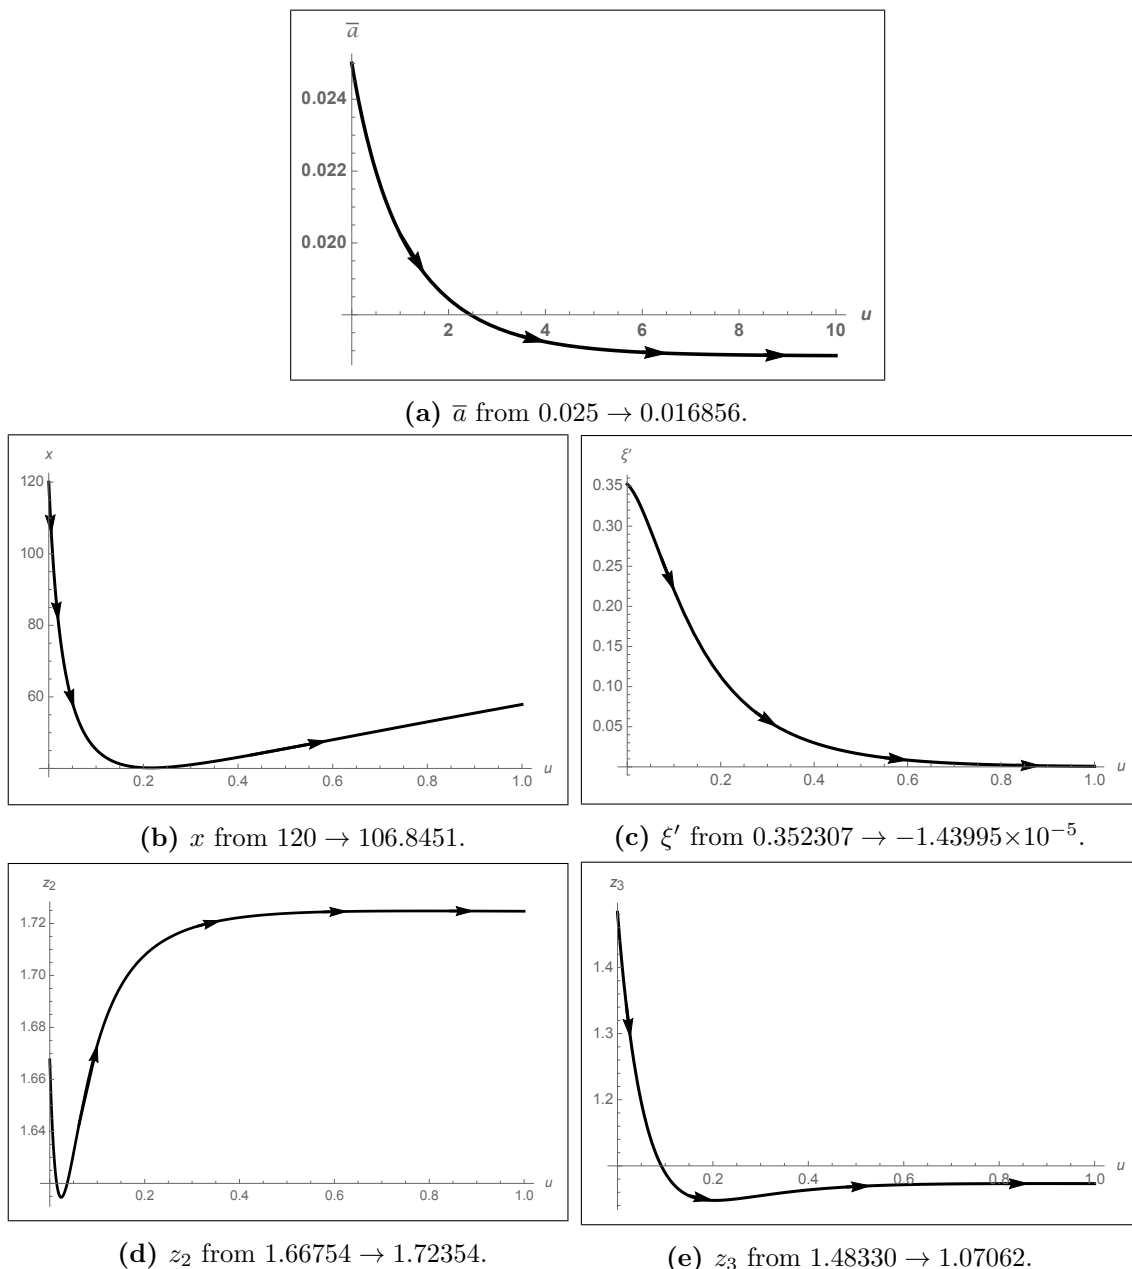 a̅
0.024
0.022
0.020
2 4 6 8 10 u
(a) a̅ from 0.025 → 0.016856.
x
120
100
80
60
0.2 0.4 0.6 0.8 1.0 u
(b) x from 120 → 106.8451.
ξ′
0.35
0.30
0.25
0.20
0.15
0.10
0.05
0.2 0.4 0.6 0.8 1.0 u
(c) ξ′ from 0.352307 → −1.43995×10⁻⁵.
z₂
1.72
1.70
1.68
1.66
1.64
0.2 0.4 0.6 0.8 1.0 u
(d) z₂ from 1.66754 → 1.72354.
z₃
1.4
1.3
1.2
0.2 0.4 0.6 0.8 1.0 u
(e) z₃ from 1.48330 → 1.07062.